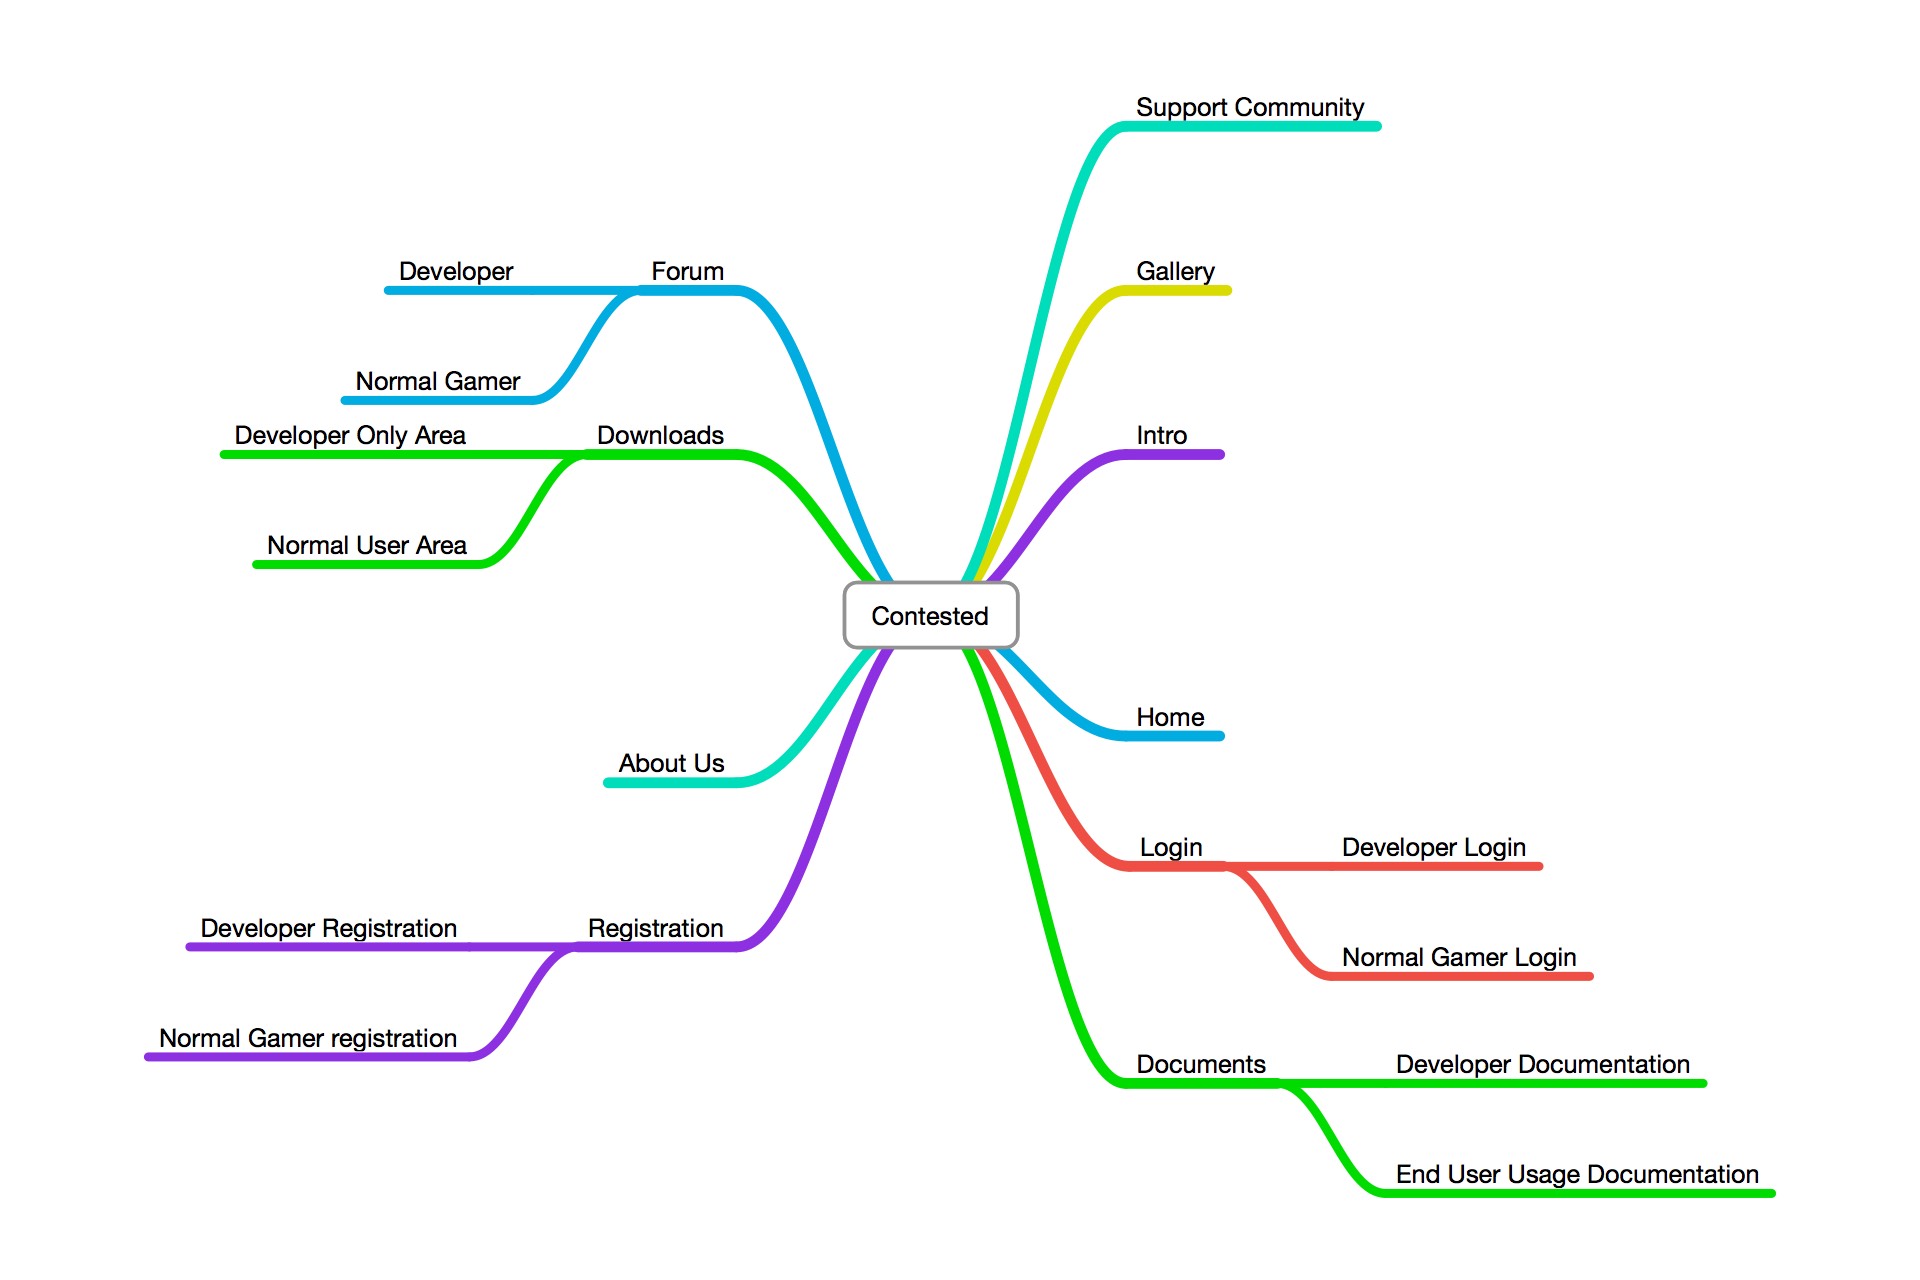 Support Community
Developer
Forum
Gallery
Normal Gamer
Developer Only Area
Downloads
Intro
Normal User Area
Contested
Home
About Us
Login
Developer Login
Developer Registration
Registration
Normal Gamer Login
Normal Gamer registration
Documents
Developer Documentation
End User Usage Documentation